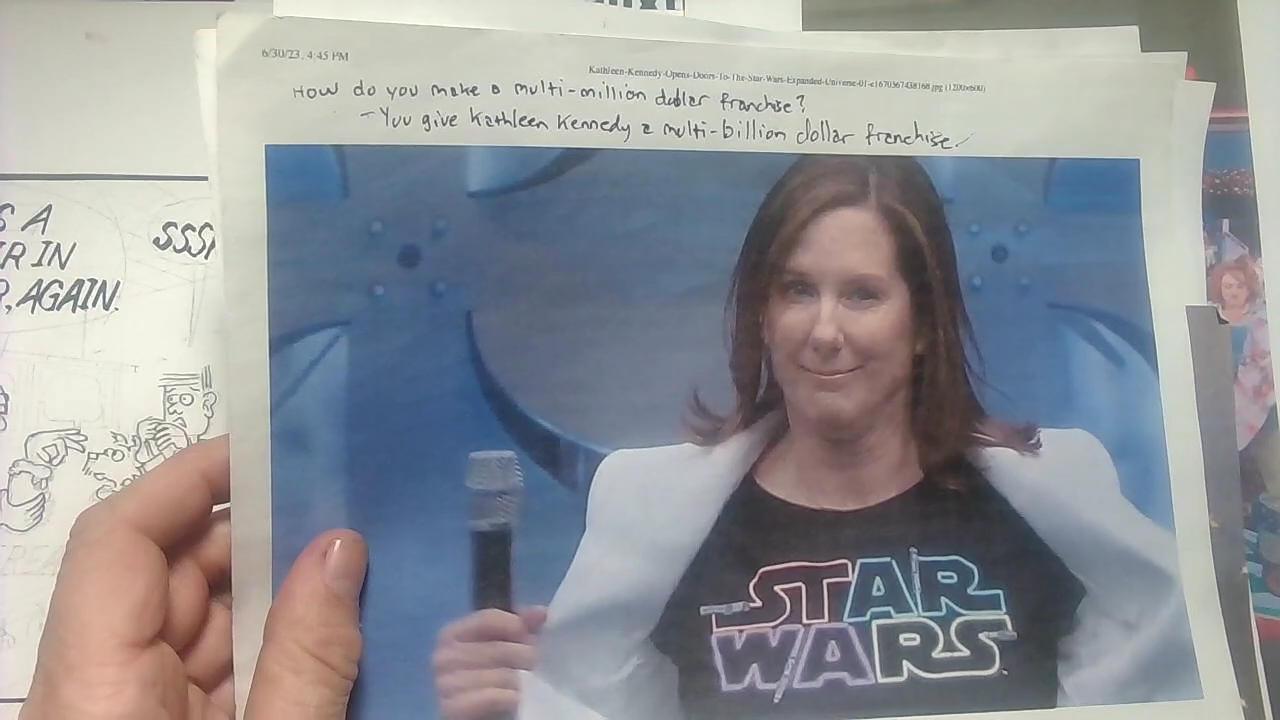 6/30/23, 4:45 PM
Kathleen-Kennedy-Opens-Doors-To-The-Star-Wars-Expanded-Universe-01-e1670367438168.jpg (1200×600)
How do you make a multi-million dollar franchise?
-You give Kathleen Kennedy a multi-billion dollar franchise.
A
IN
AGAIN.
STAR
WARS